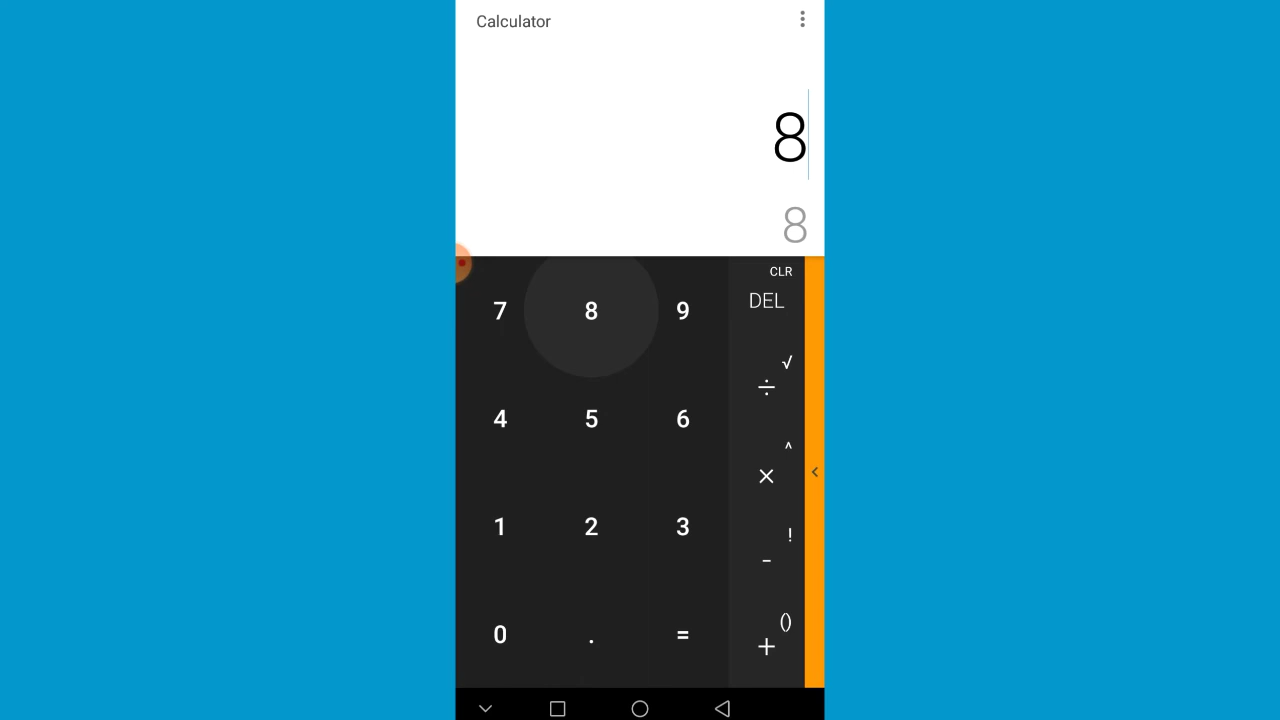 Calculator
8
8
CLR
7 8 9 DEL
√
÷
4 5 6
^
×
1 2 3
!
-
()
0 . = +
<